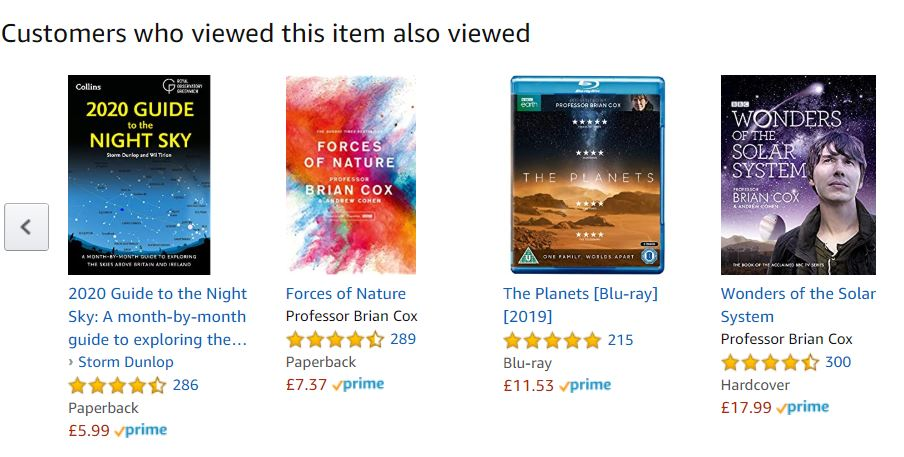 Customers who viewed this item also viewed
Collins
ROYAL
OBSERVATORY
GREENWICH
2020 GUIDE
to the
NIGHT SKY
Storm Dunlop and Wil Tirion
A MONTH-BY-MONTH GUIDE TO EXPLORING
THE SKIES ABOVE BRITAIN AND IRELAND
2020 Guide to the Night
Sky: A month-by-month
guide to exploring the…
› Storm Dunlop
286
Paperback
£5.99 prime
THE SUNDAY TIMES BESTSELLER
FORCES
OF NATURE
PROFESSOR
BRIAN COX
& ANDREW COHEN
Forces of Nature
Professor Brian Cox
289
Paperback
£7.37 prime
Blu-ray Disc
BBC
earth
PROFESSOR BRIAN COX
THE PLANETS
U
ONE FAMILY. WORLDS APART
The Planets [Blu-ray]
[2019]
215
Blu-ray
£11.53 prime
BBC
WONDERS
OF THE
SOLAR
SYSTEM
PROFESSOR
BRIAN COX
& ANDREW COHEN
THE BOOK OF THE ACCLAIMED BBC TV SERIES
Wonders of the Solar
System
Professor Brian Cox
300
Hardcover
£17.99 prime